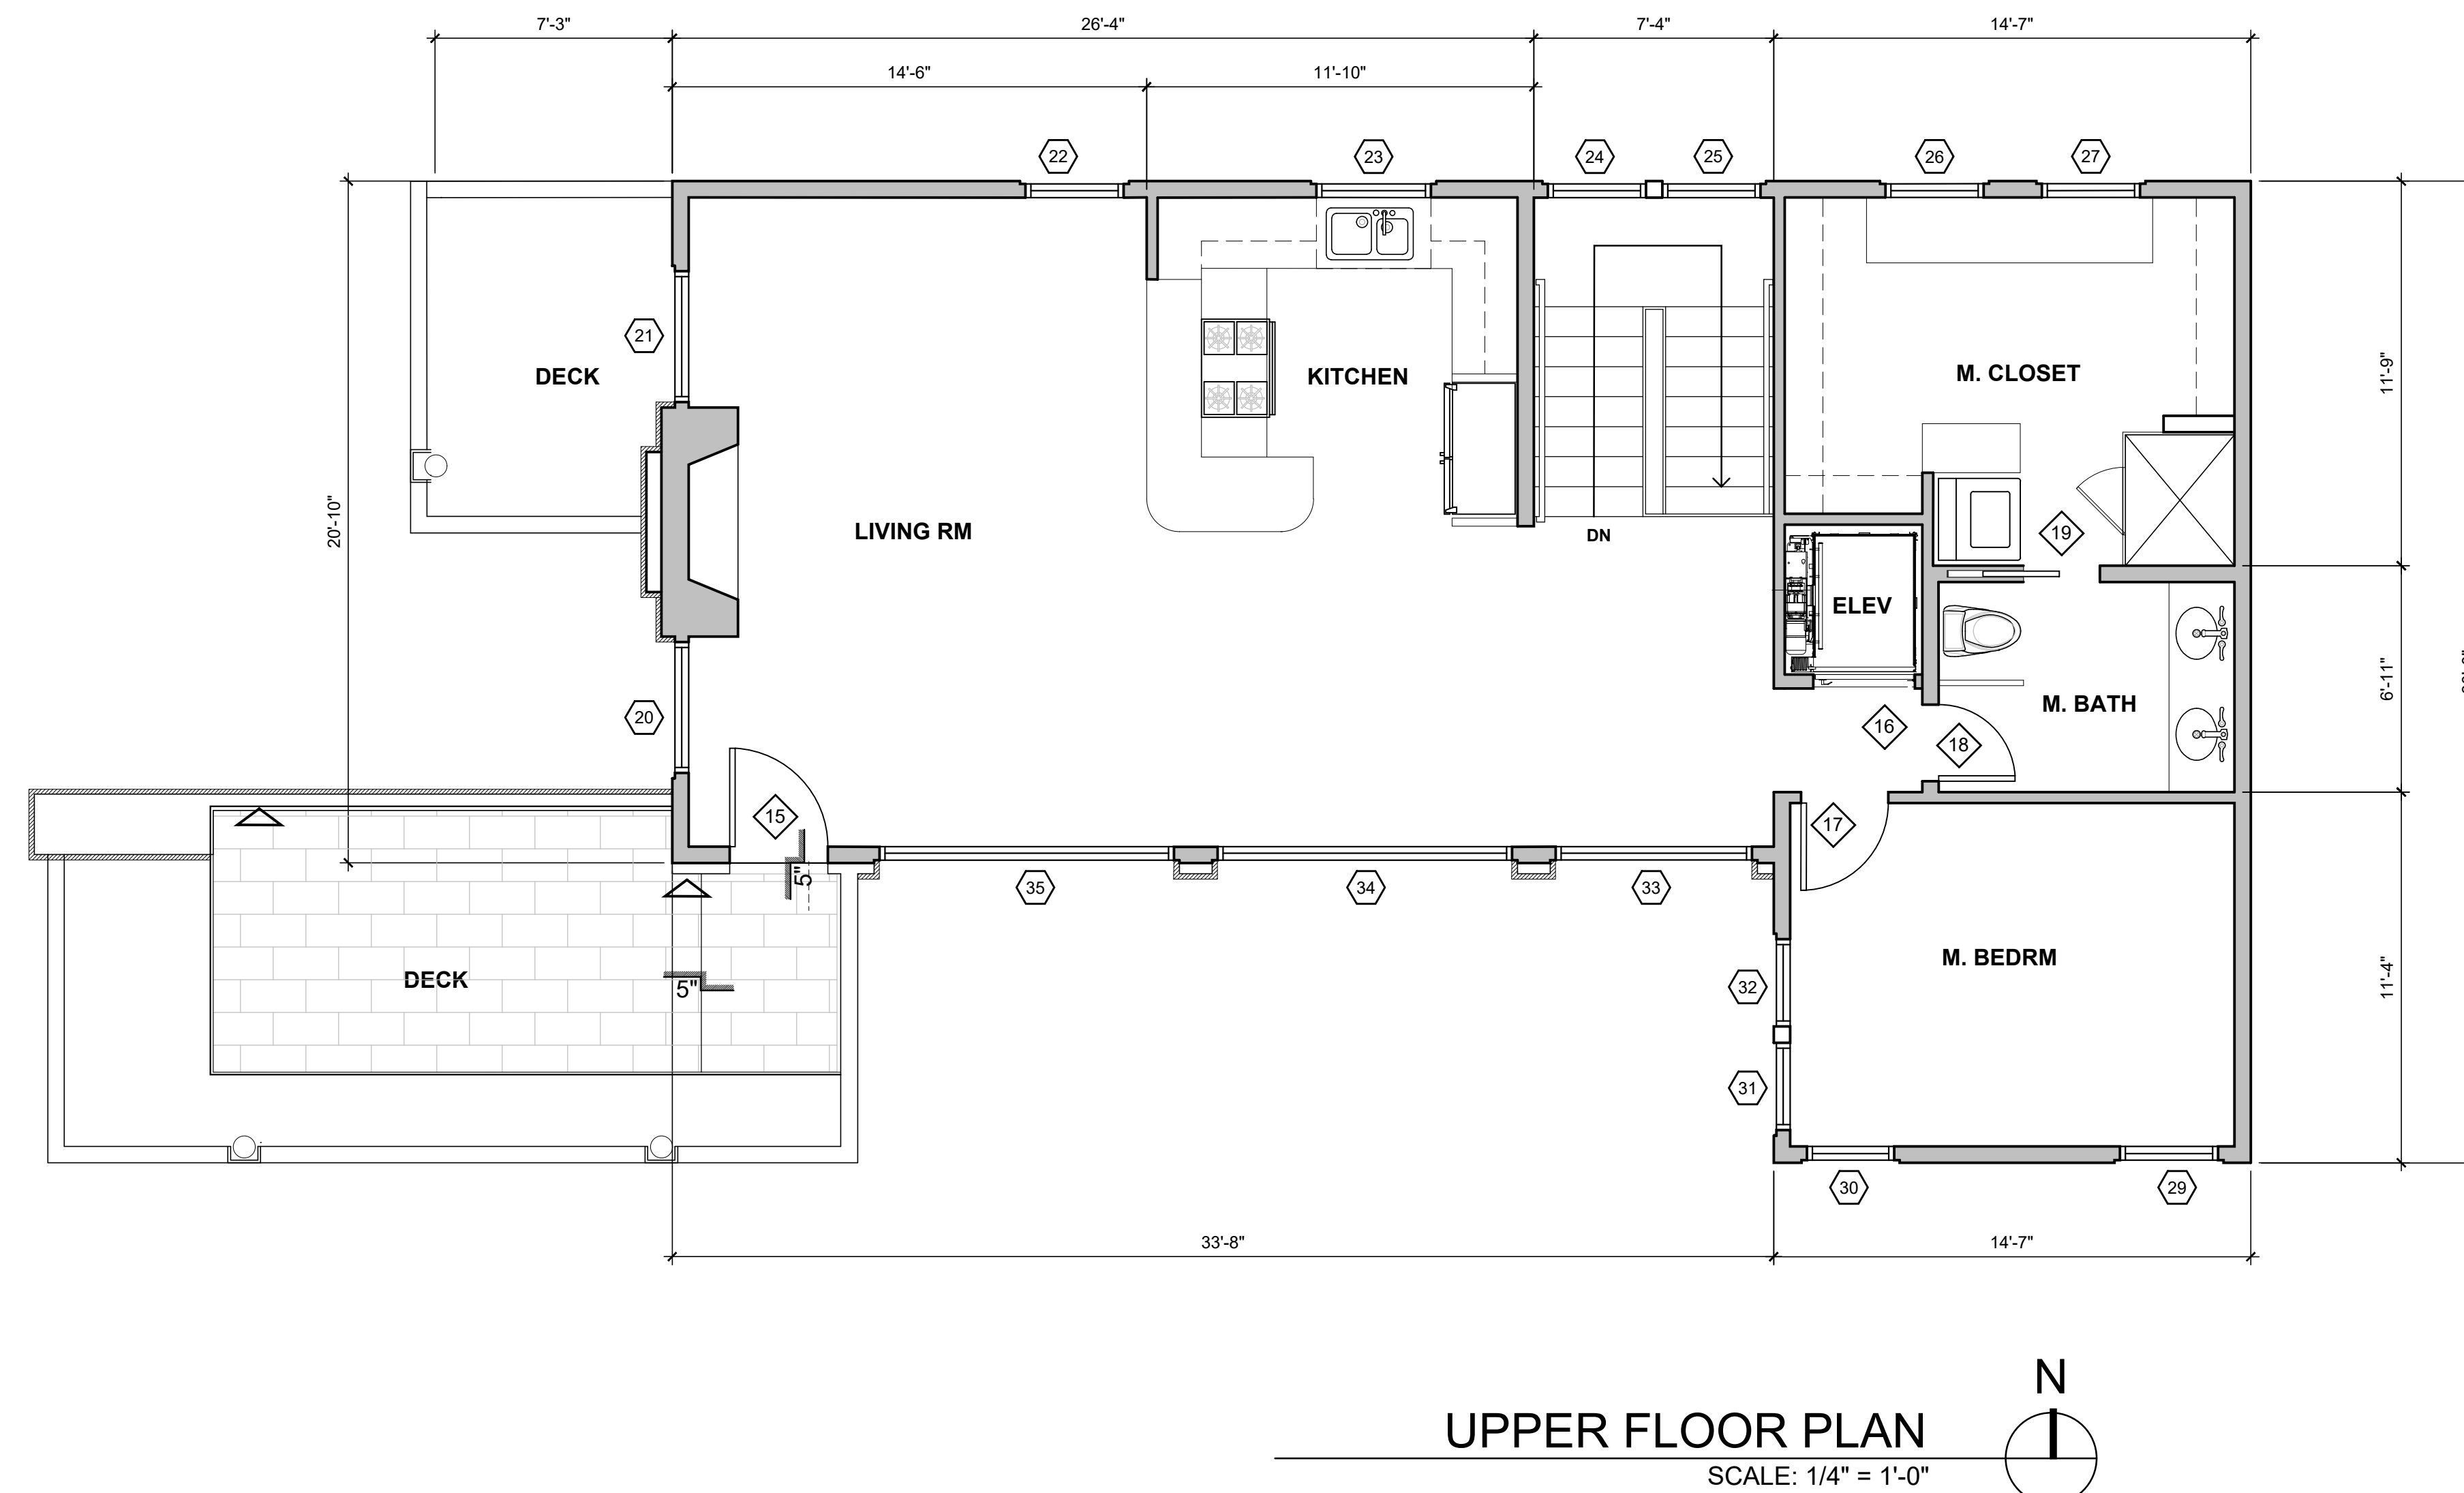 7'-3"
26'-4"
7'-4"
14'-7"
14'-6"
11'-10"
22
23
24
25
26
27
21
DECK
KITCHEN
M. CLOSET
11'-9"
20'-10"
LIVING RM
DN
19
ELEV
20
16
18
M. BATH
6'-11"
15
17
5"
35
34
33
DECK
5"
M. BEDRM
11'-4"
32
31
30
29
33'-8"
14'-7"
N
UPPER FLOOR PLAN
SCALE: 1/4" = 1'-0"